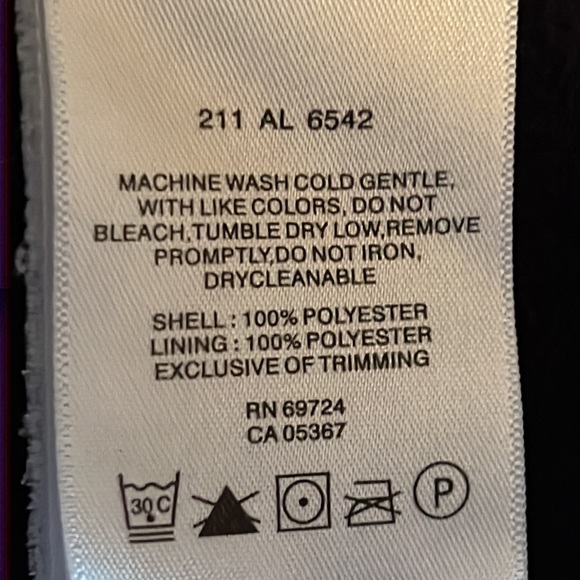 211 AL 6542
MACHINE WASH COLD GENTLE,
WITH LIKE COLORS, DO NOT
BLEACH,TUMBLE DRY LOW,REMOVE
PROMPTLY,DO NOT IRON,
DRYCLEANABLE
SHELL : 100% POLYESTER
LINING : 100% POLYESTER
EXCLUSIVE OF TRIMMING
RN 69724
CA 05367
30 C P